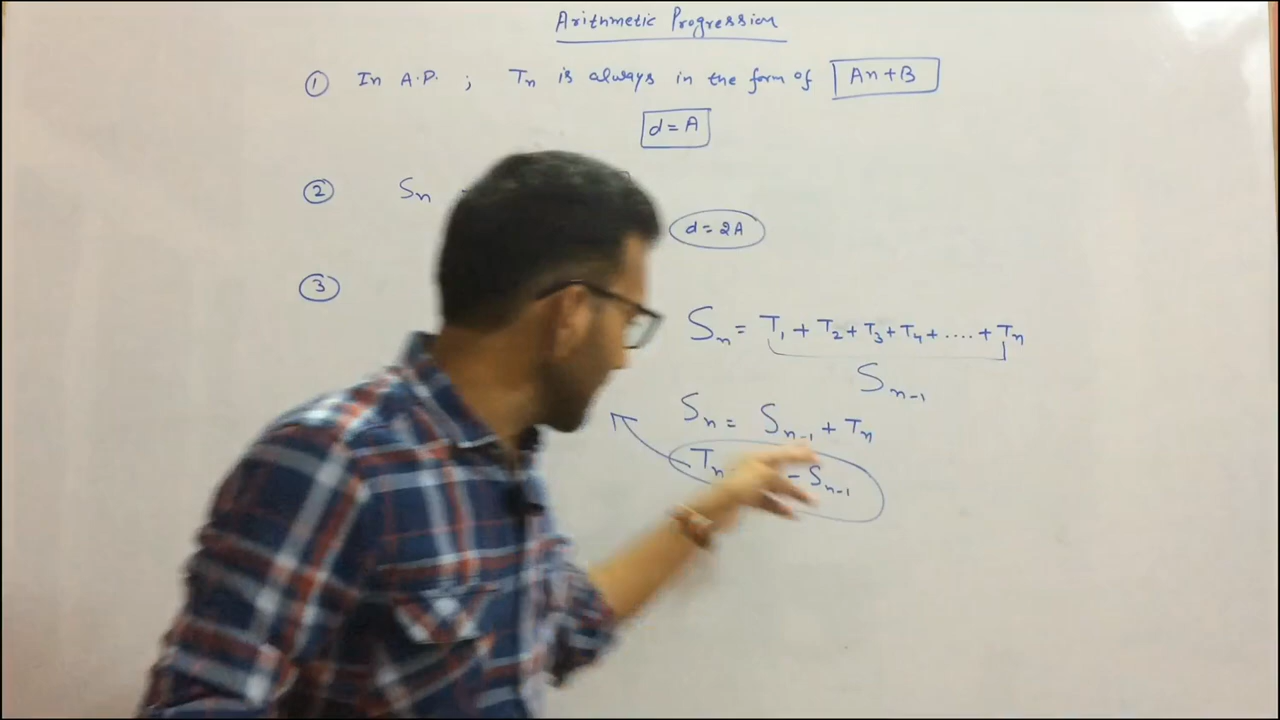 Arithmetic Progression
① In A.P. ; Tn is always in the form of An+B
d=A
② Sn
d=2A
③
Sn = T1 + T2 + T3 + T4 + .... + Tn
Sn-1
Sn = Sn-1 + Tn
Tn - Sn-1